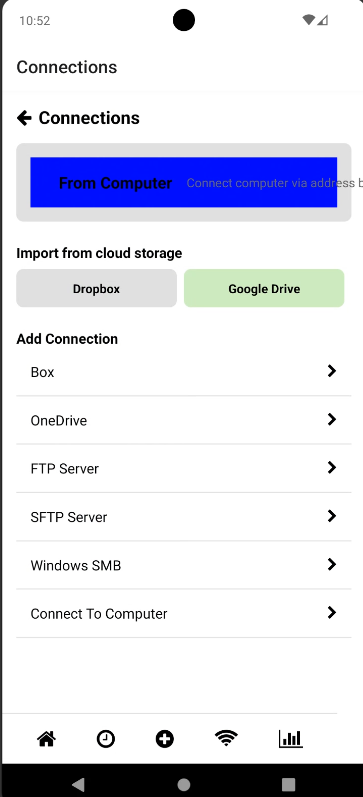 10:52
Connections
Connections
From Computer Connect computer via address b
Import from cloud storage
Dropbox Google Drive
Add Connection
Box
OneDrive
FTP Server
SFTP Server
Windows SMB
Connect To Computer